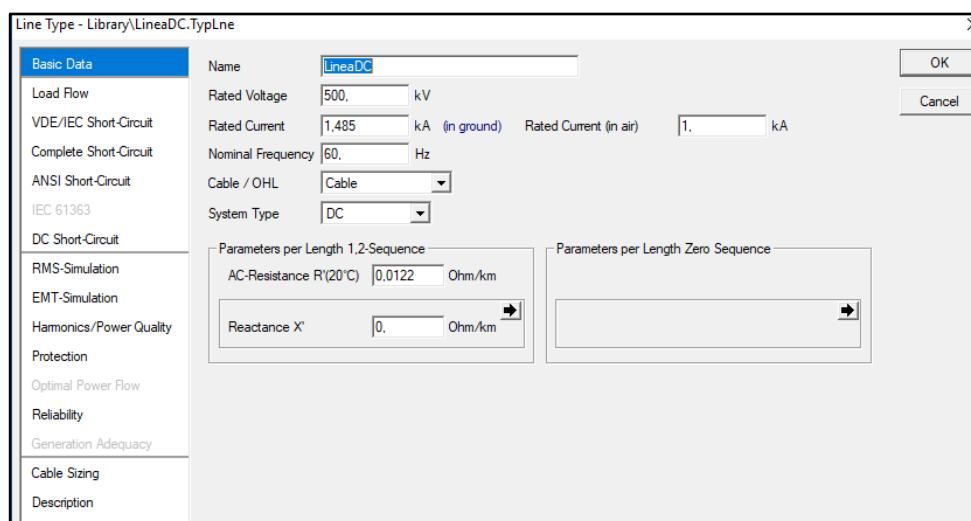 Line Type - Library\LineaDC.TypLne
Basic Data
Load Flow
VDE/IEC Short-Circuit
Complete Short-Circuit
ANSI Short-Circuit
IEC 61363
DC Short-Circuit
RMS-Simulation
EMT-Simulation
Harmonics/Power Quality
Protection
Optimal Power Flow
Reliability
Generation Adequacy
Cable Sizing
Description
Name LineaDC
Rated Voltage 500, kV
Rated Current 1,485 kA (in ground) Rated Current (in air) 1, kA
Nominal Frequency 60, Hz
Cable / OHL Cable
System Type DC
Parameters per Length 1,2-Sequence
AC-Resistance R'(20°C) 0,0122 Ohm/km
Reactance X' 0, Ohm/km
Parameters per Length Zero Sequence
OK
Cancel